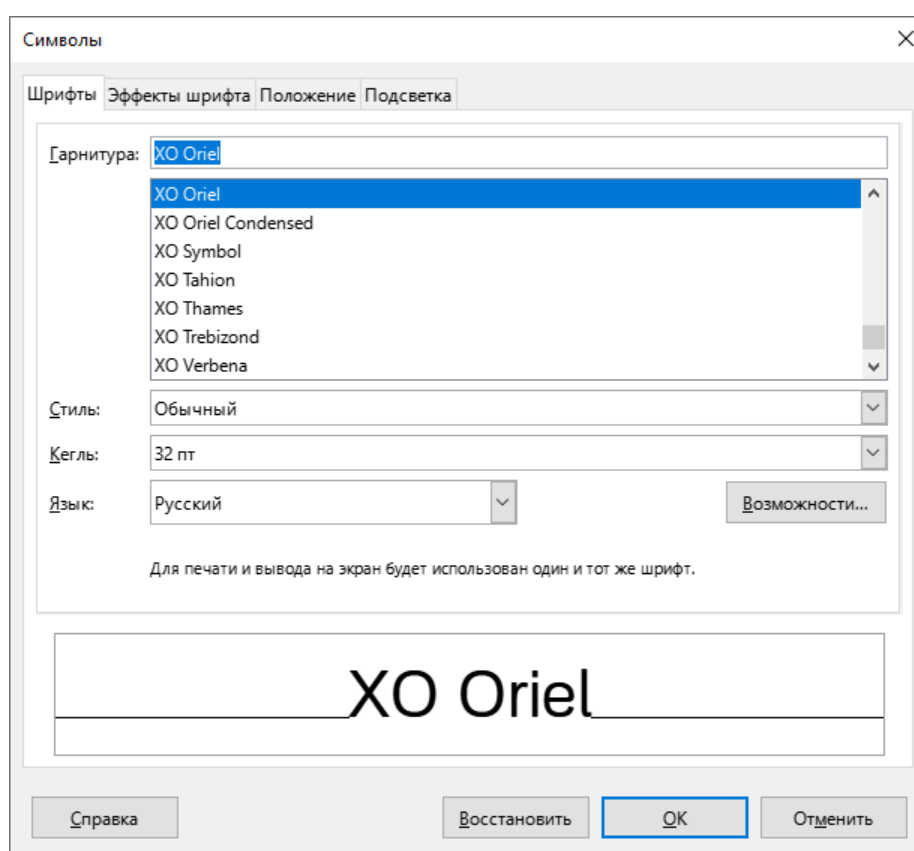 Символы
Шрифты Эффекты шрифта Положение Подсветка
Гарнитура: XO Oriel
XO Oriel
XO Oriel Condensed
XO Symbol
XO Tahion
XO Thames
XO Trebizond
XO Verbena
Стиль: Обычный
Кегль: 32 пт
Язык: Русский Возможности...
Для печати и вывода на экран будет использован один и тот же шрифт.
XO Oriel
Справка Восстановить OK Отменить